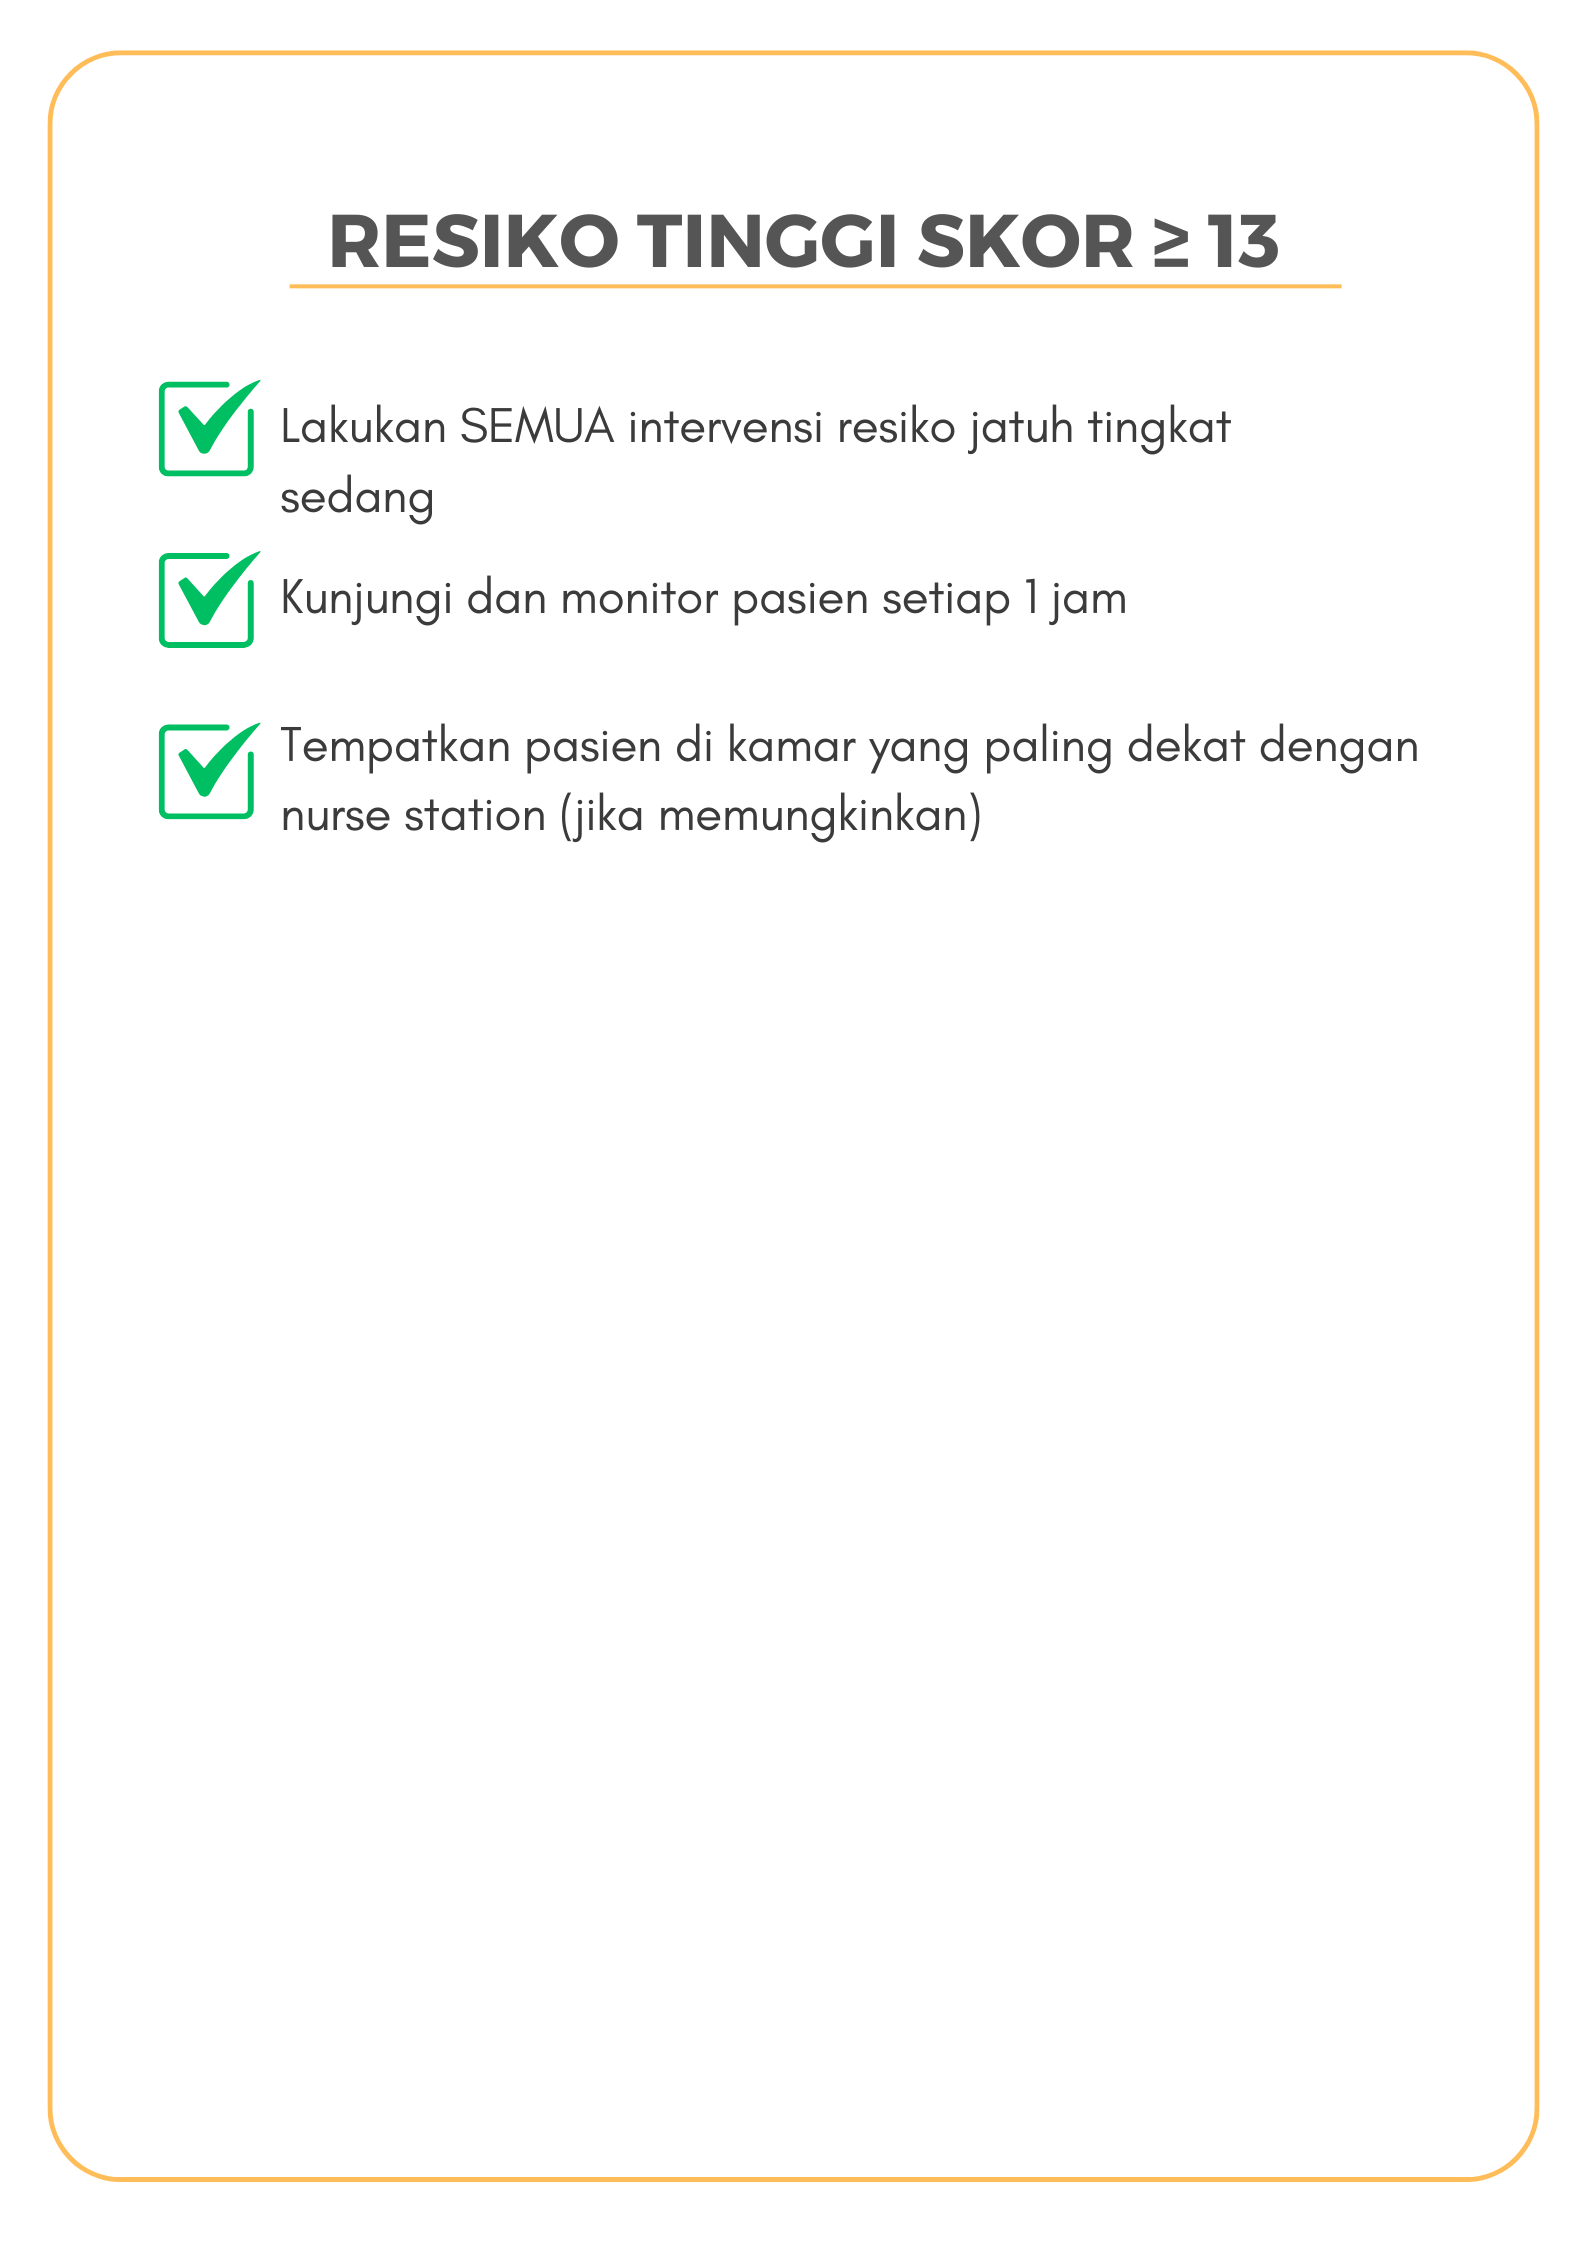 RESIKO TINGGI SKOR ≥ 13
Lakukan SEMUA intervensi resiko jatuh tingkat
sedang
Kunjungi dan monitor pasien setiap 1 jam
Tempatkan pasien di kamar yang paling dekat dengan
nurse station (jika memungkinkan)